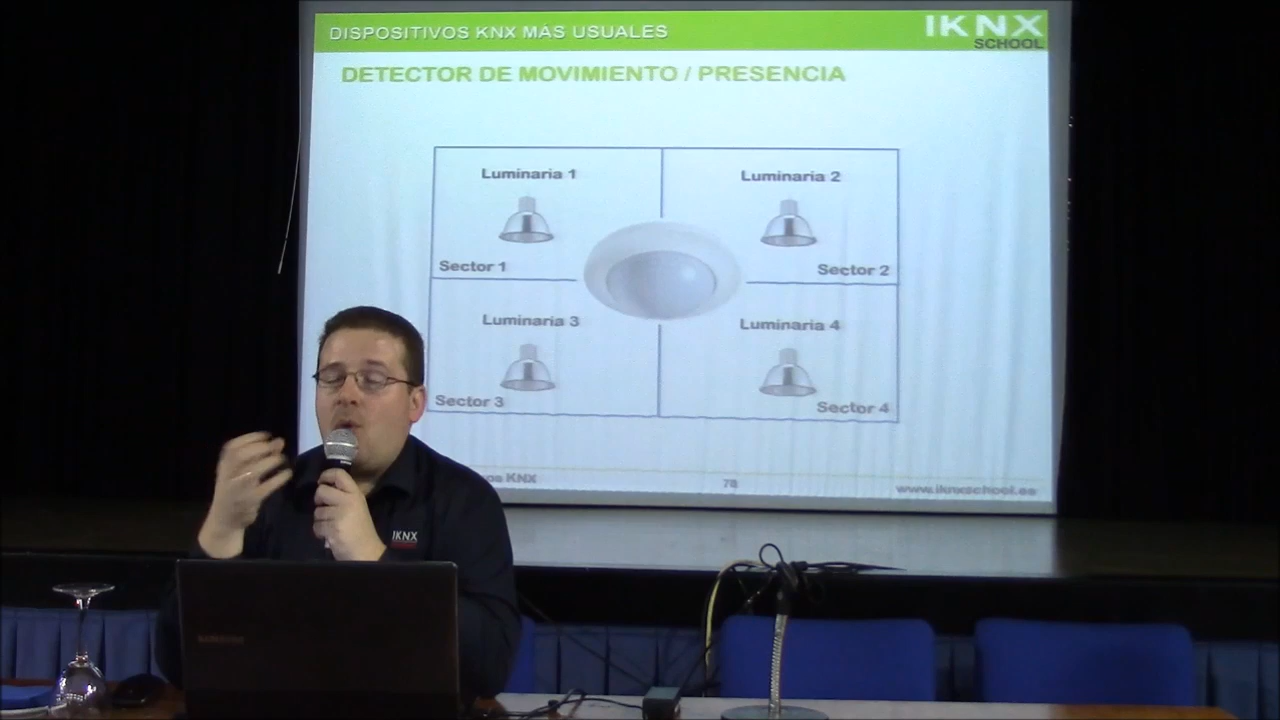 DISPOSITIVOS KNX MÁS USUALES
IKNX
SCHOOL
DETECTOR DE MOVIMIENTO / PRESENCIA
Luminaria 1
Luminaria 2
Sector 1
Sector 2
Luminaria 3
Luminaria 4
Sector 3
Sector 4
KNX
78
www.iknxschool.es
IKNX